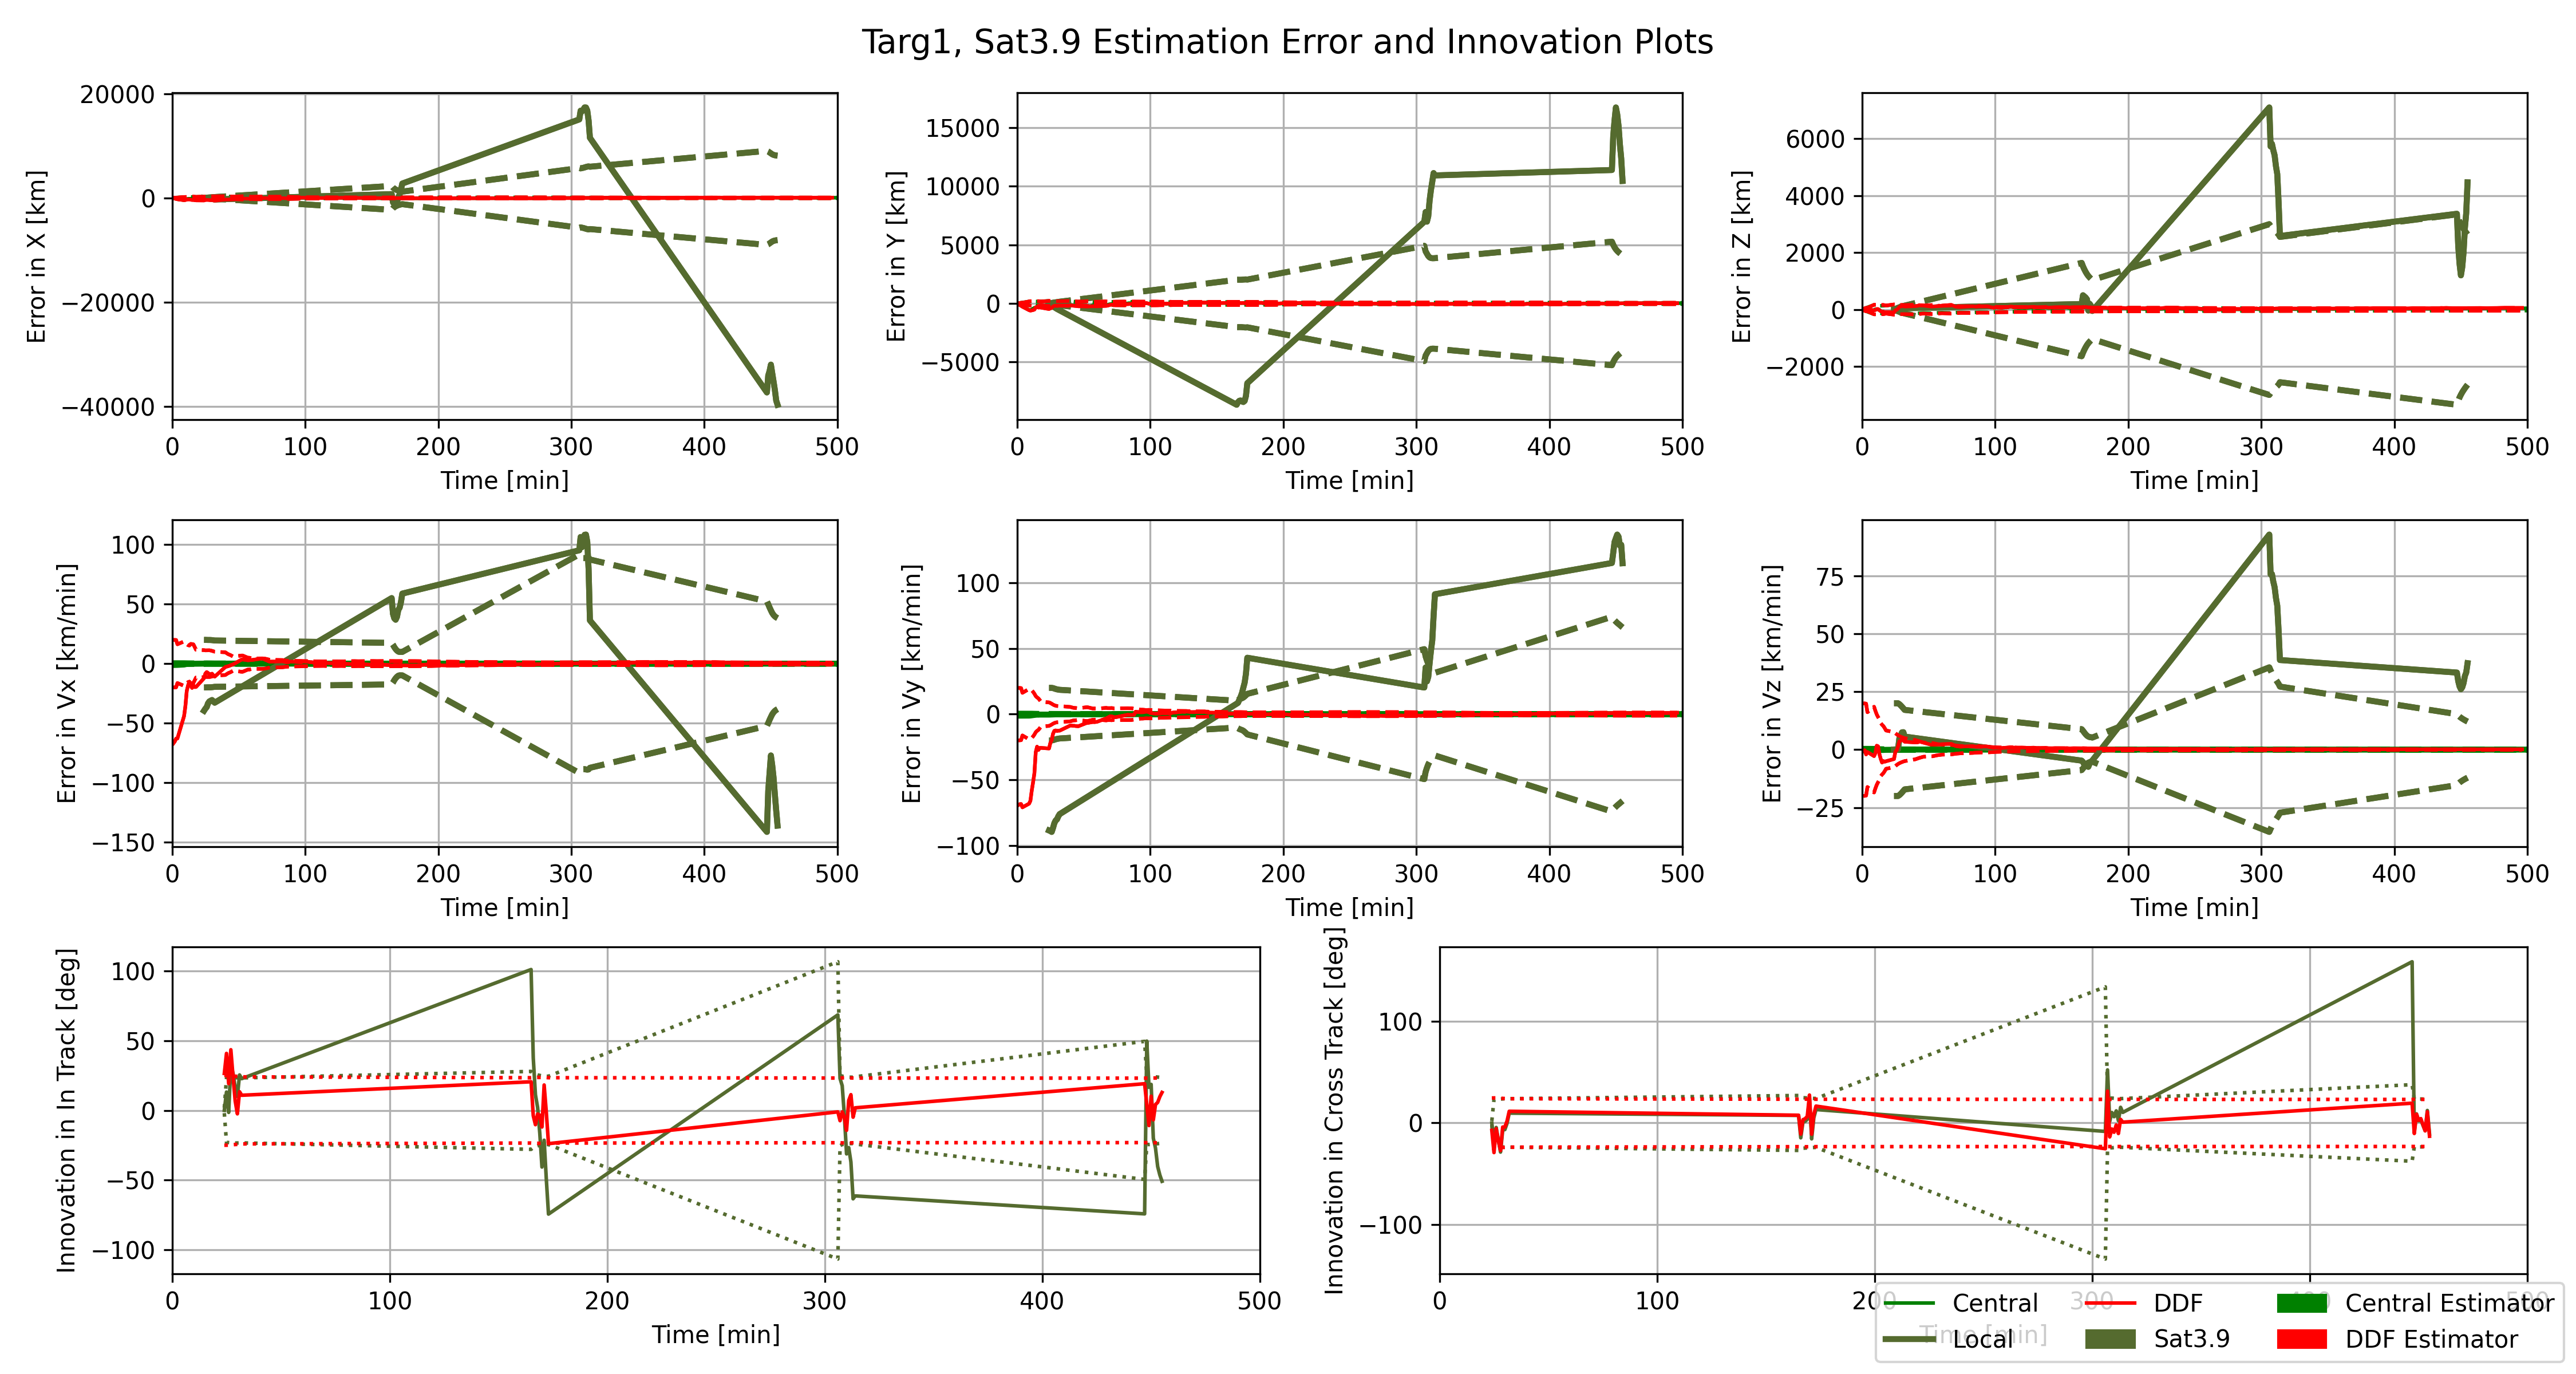 Targ1, Sat3.9 Estimation Error and Innovation Plots
Error in X [km]
20000
0
−20000
−40000
0 100 200 300 400 500
Time [min]
Error in Y [km]
15000
10000
5000
0
−5000
0 100 200 300 400 500
Time [min]
Error in Z [km]
6000
4000
2000
0
−2000
0 100 200 300 400 500
Time [min]
Error in Vx [km/min]
100
50
0
−50
−100
−150
0 100 200 300 400 500
Time [min]
Error in Vy [km/min]
100
50
0
−50
−100
0 100 200 300 400 500
Time [min]
Error in Vz [km/min]
75
50
25
0
−25
0 100 200 300 400 500
Time [min]
Innovation in In Track [deg]
100
50
0
−50
−100
0 100 200 300 400 500
Time [min]
Innovation in Cross Track [deg]
100
0
−100
0 100 200 300 400 500
Time [min]
Central DDF Central Estimator
Local Sat3.9 DDF Estimator